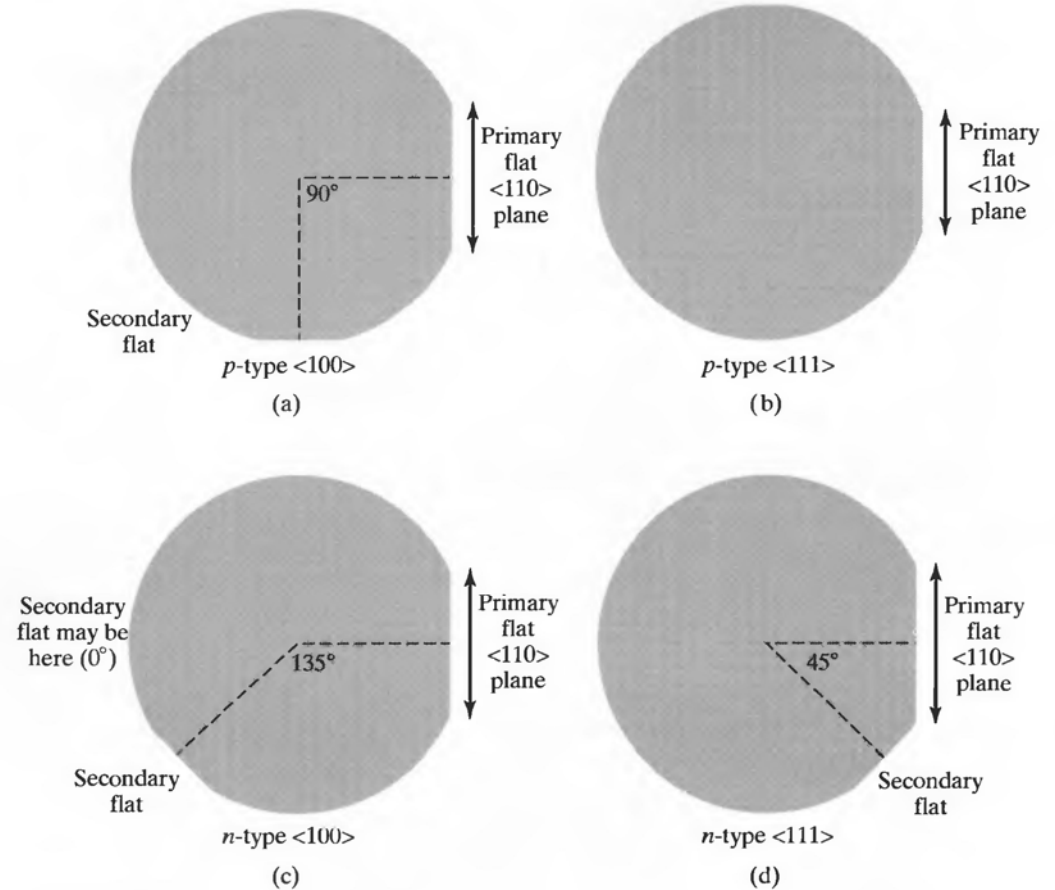 Primary
flat
<110>
plane
90°
Secondary
flat
p-type <100>
(a)
Primary
flat
<110>
plane
p-type <111>
(b)
Secondary
flat may be
here (0°)
135°
Primary
flat
<110>
plane
Secondary
flat
n-type <100>
(c)
45°
Primary
flat
<110>
plane
Secondary
flat
n-type <111>
(d)